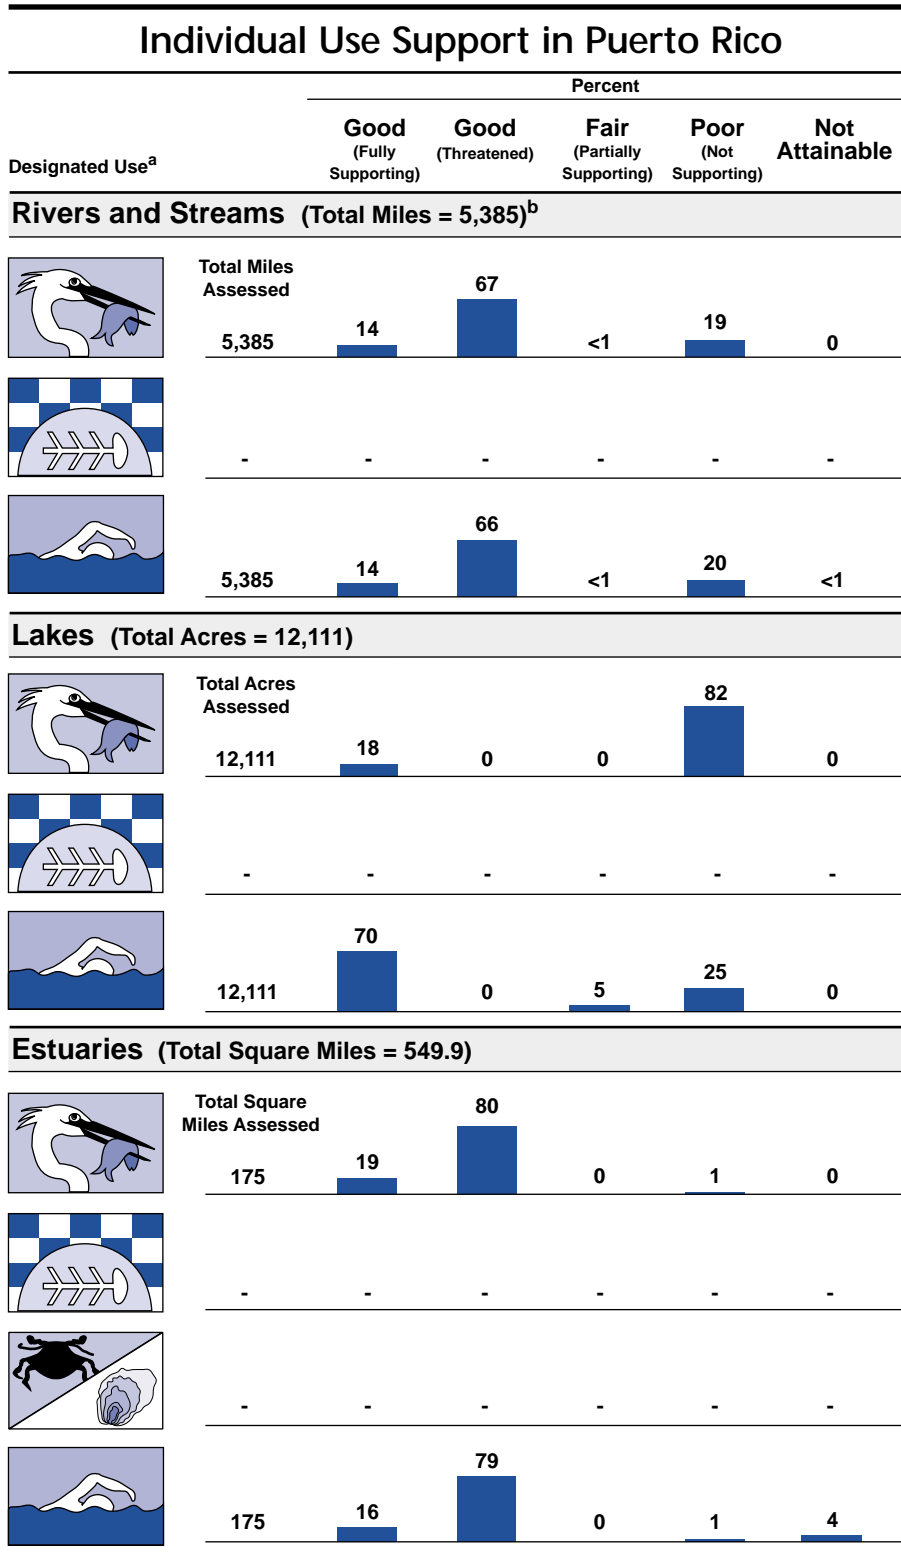 Individual Use Support in Puerto Rico
Percent
Good Good Fair Poor Not
(Fully (Threatened) (Partially (Not Attainable
Designated Useᵃ Supporting) Supporting) Supporting)
Rivers and Streams (Total Miles = 5,385)ᵇ
Total Miles
Assessed
5,385 14 67 <1 19 0
- - - - - -
5,385 14 66 <1 20 <1
Lakes (Total Acres = 12,111)
Total Acres
Assessed
12,111 18 0 0 82 0
- - - - - -
12,111 70 0 5 25 0
Estuaries (Total Square Miles = 549.9)
Total Square
Miles Assessed
175 19 80 0 1 0
- - - - - -
- - - - - -
175 16 79 0 1 4